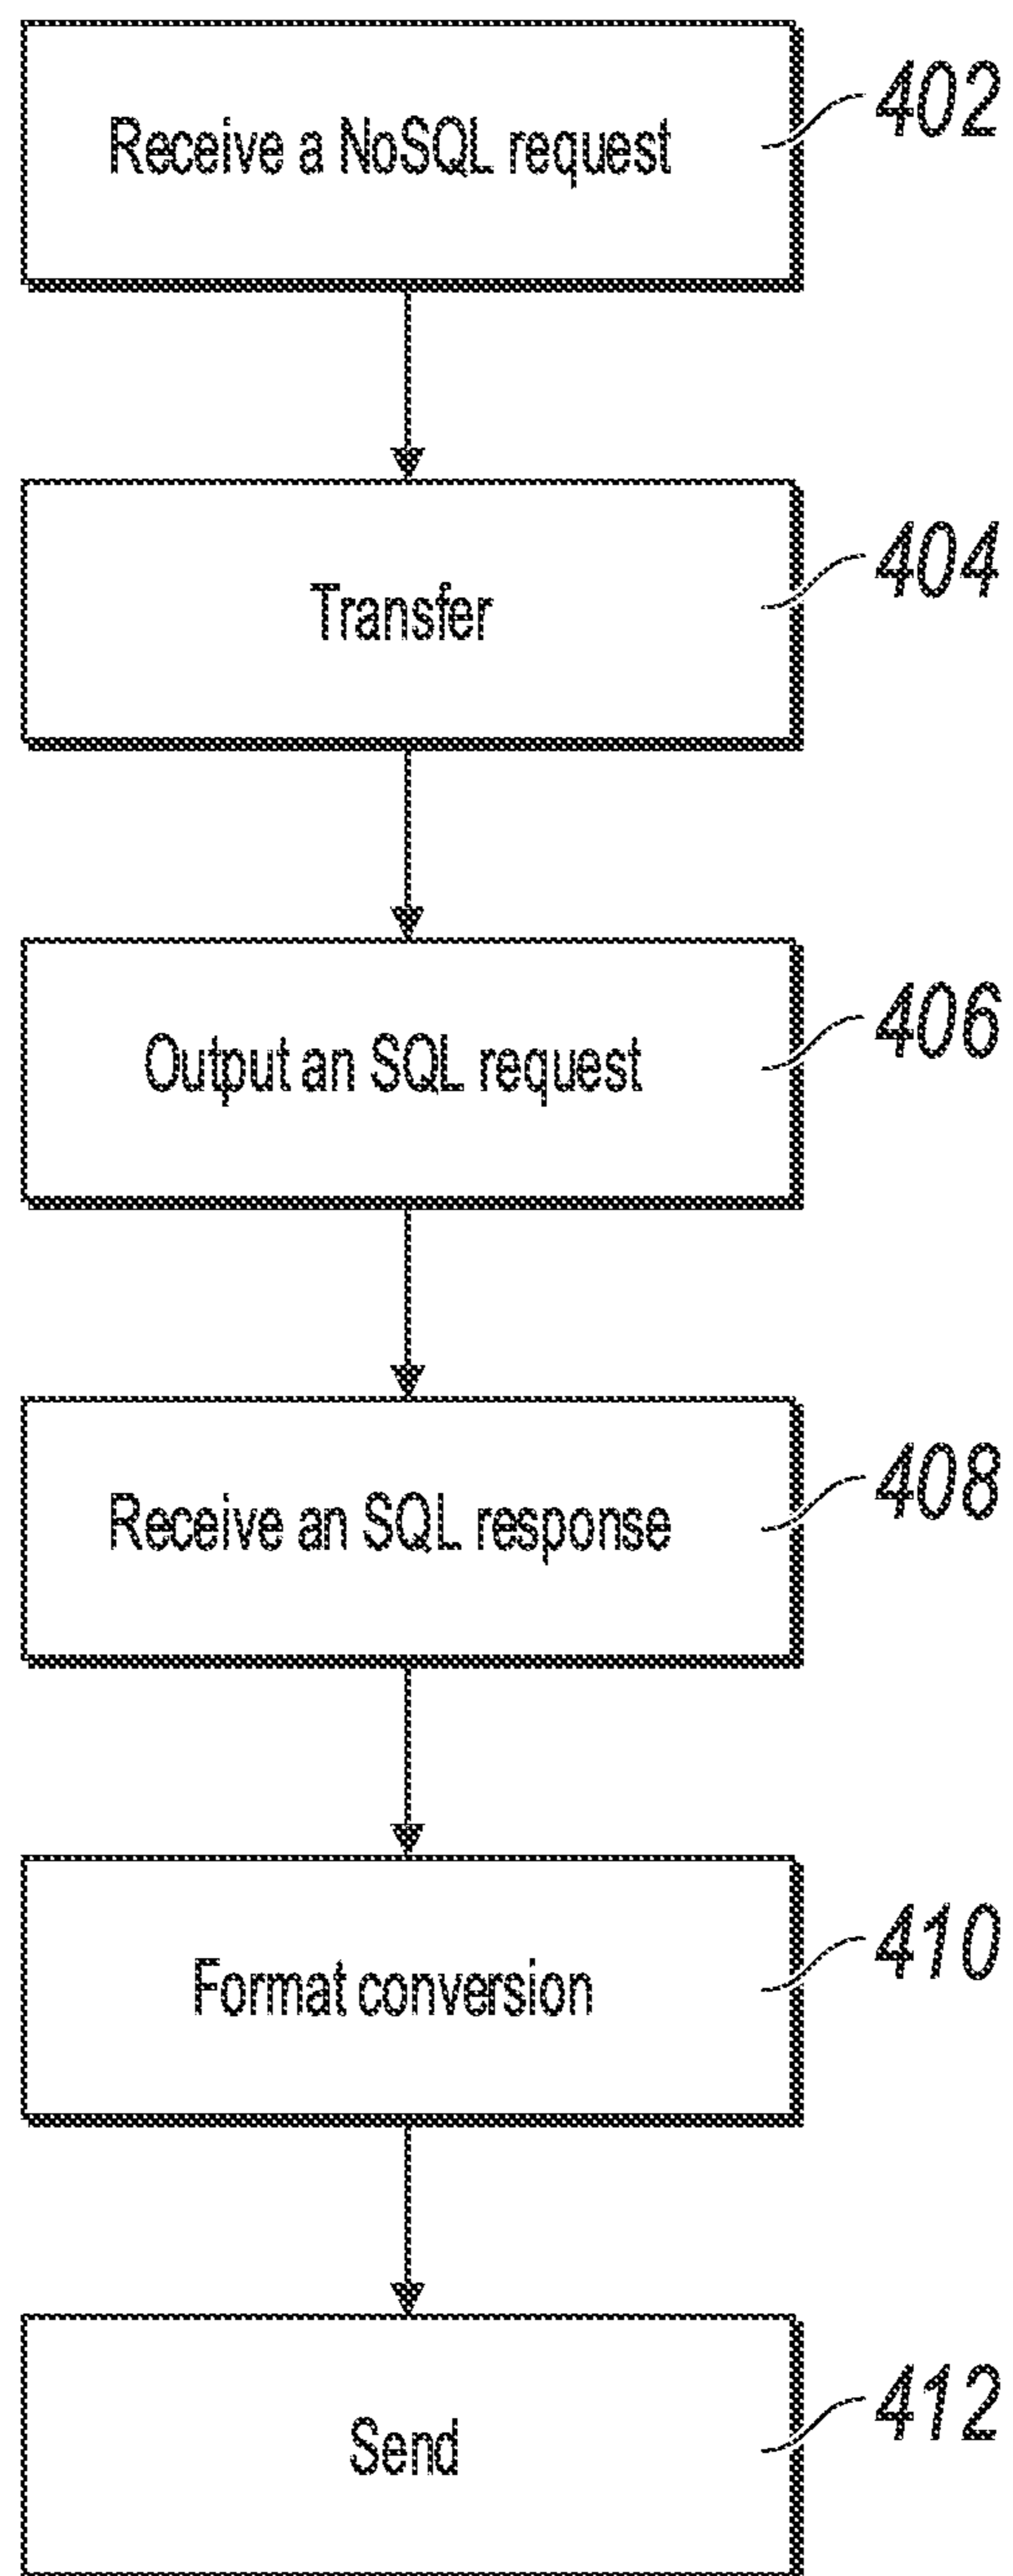 Receive a NoSQL request
402
Transfer
404
Output an SQL request
406
Receive an SQL response
408
Format conversion
410
Send
412